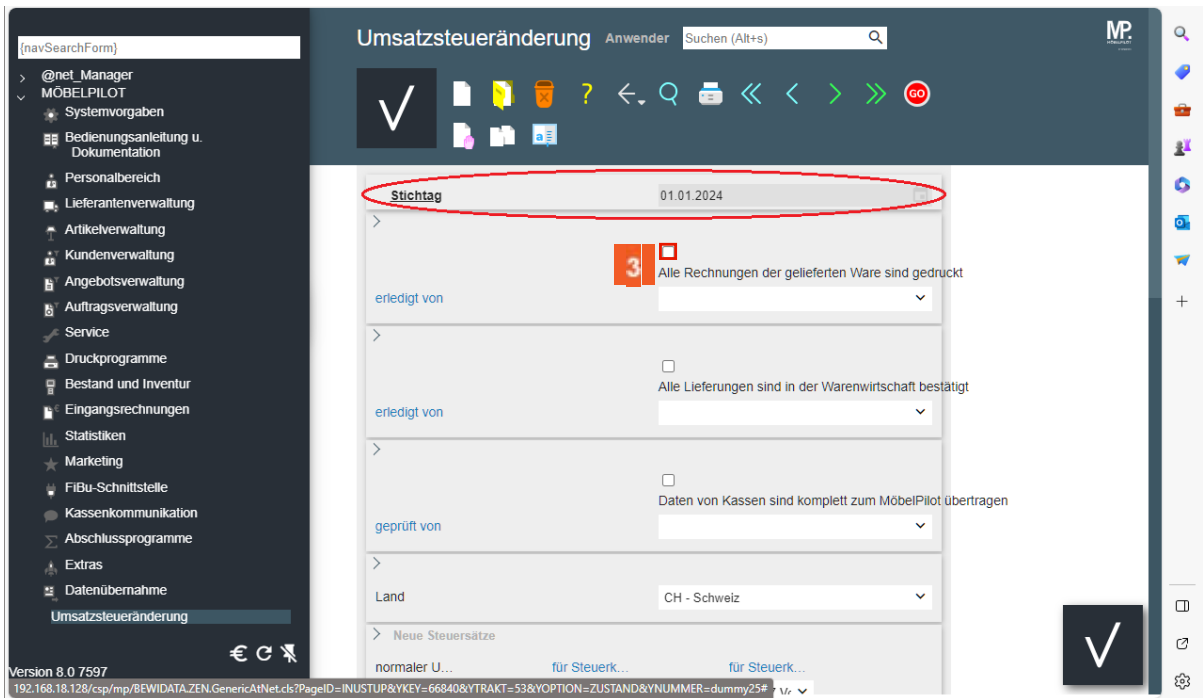 {navSearchForm}
@net_Manager
MÖBELPILOT
Systemvorgaben
Bedienungsanleitung u.
Dokumentation
Personalbereich
Lieferantenverwaltung
Artikelverwaltung
Kundenverwaltung
Angebotsverwaltung
Auftragsverwaltung
Service
Druckprogramme
Bestand und Inventur
Eingangsrechnungen
Statistiken
Marketing
FiBu-Schnittstelle
Kassenkommunikation
Abschlussprogramme
Extras
Datenübernahme
Umsatzsteueränderung
Version 8.0 7597
192.168.18.128/csp/mp/BEWIDATA.ZEN.GenericAtNet.cls?PageID=INUSTUP&YKEY=66840&YTRAKT=53&YOPTION=ZUSTAND&YNUMMER=dummy25#
Umsatzsteueränderung Anwender Suchen (Alt+s)
MP.
GO
Stichtag 01.01.2024
3
Alle Rechnungen der gelieferten Ware sind gedruckt
erledigt von
Alle Lieferungen sind in der Warenwirtschaft bestätigt
erledigt von
Daten von Kassen sind komplett zum MöbelPilot übertragen
geprüft von
Land CH - Schweiz
Neue Steuersätze
normaler U... für Steuerk... für Steuerk...